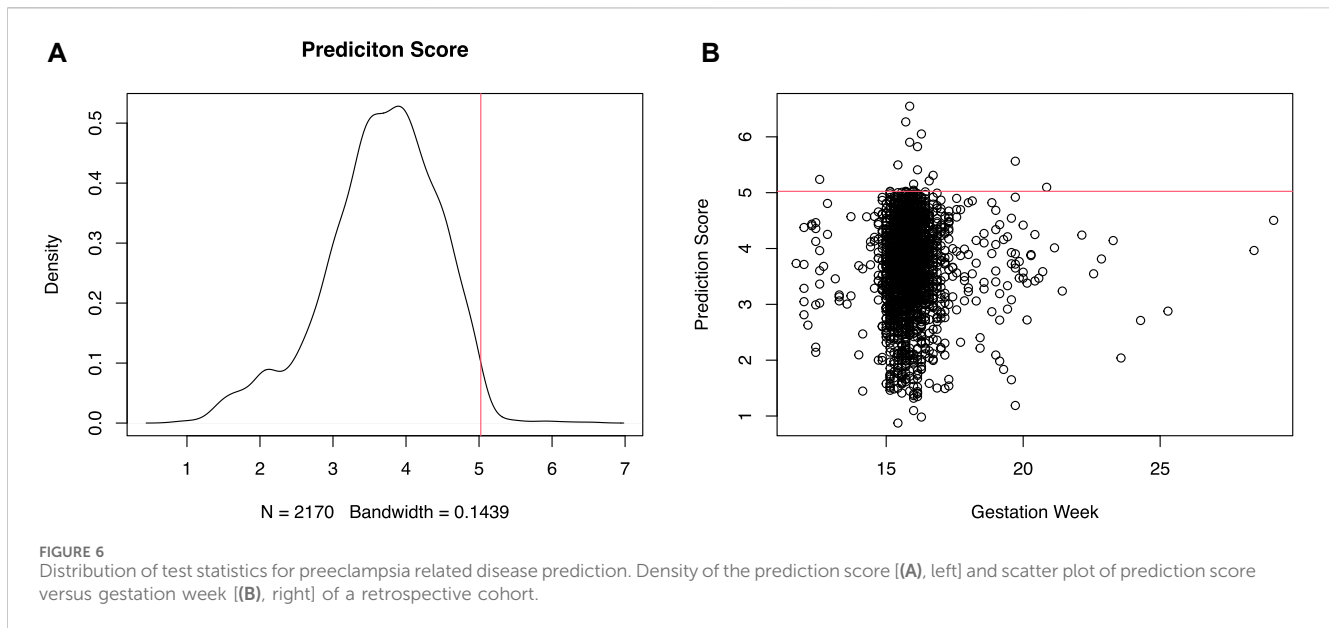 A
Prediciton Score
Density
0.0 0.1 0.2 0.3 0.4 0.5
1 2 3 4 5 6 7
N = 2170 Bandwidth = 0.1439
B
Prediction Score
1 2 3 4 5 6
15 20 25
Gestation Week
FIGURE 6
Distribution of test statistics for preeclampsia related disease prediction. Density of the prediction score [(A), left] and scatter plot of prediction score
versus gestation week [(B), right] of a retrospective cohort.